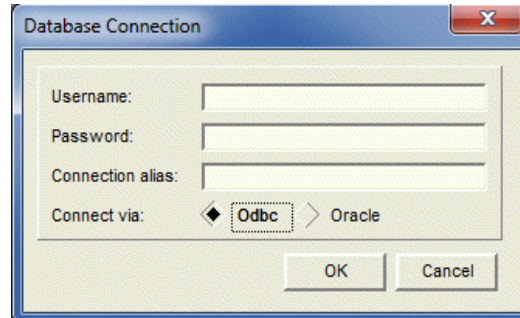 Database Connection
Username:
Password:
Connection alias:
Connect via: Odbc Oracle
OK Cancel